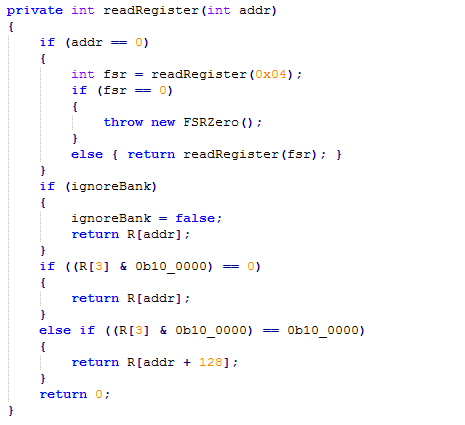 private int readRegister(int addr)
{
    if (addr == 0)
    {
        int fsr = readRegister(0x04);
        if (fsr == 0)
        {
            throw new FSRZero();
        }
        else { return readRegister(fsr); }
    }
    if (ignoreBank)
    {
        ignoreBank = false;
        return R[addr];
    }
    if ((R[3] & 0b10_0000) == 0)
    {
        return R[addr];
    }
    else if ((R[3] & 0b10_0000) == 0b10_0000)
    {
        return R[addr + 128];
    }
    return 0;
}